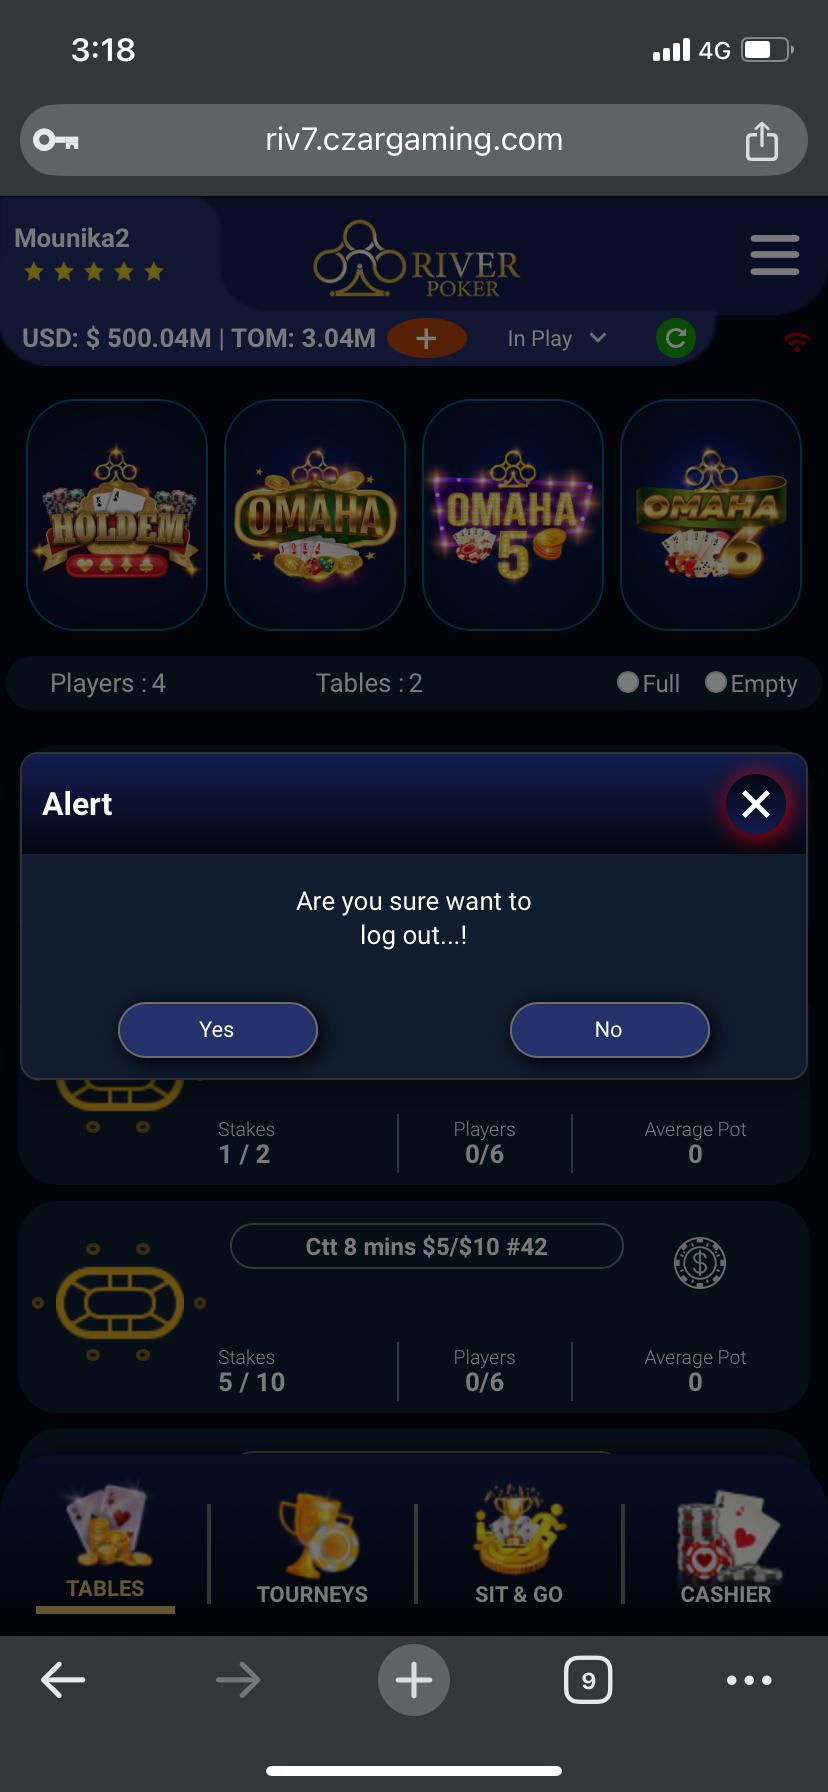 3:18
4G
riv7.czargaming.com
Mounika2
RIVER
POKER
USD: $ 500.04M | TOM: 3.04M
+
In Play
HOLDEM
OMAHA
OMAHA
5
OMAHA
6
Players : 4
Tables : 2
Full
Empty
Alert
Are you sure want to
log out...!
Yes
No
Stakes
Players
Average Pot
1 / 2
0/6
0
Ctt 8 mins $5/$10 #42
$
Stakes
Players
Average Pot
5 / 10
0/6
0
TABLES
TOURNEYS
SIT & GO
CASHIER
9